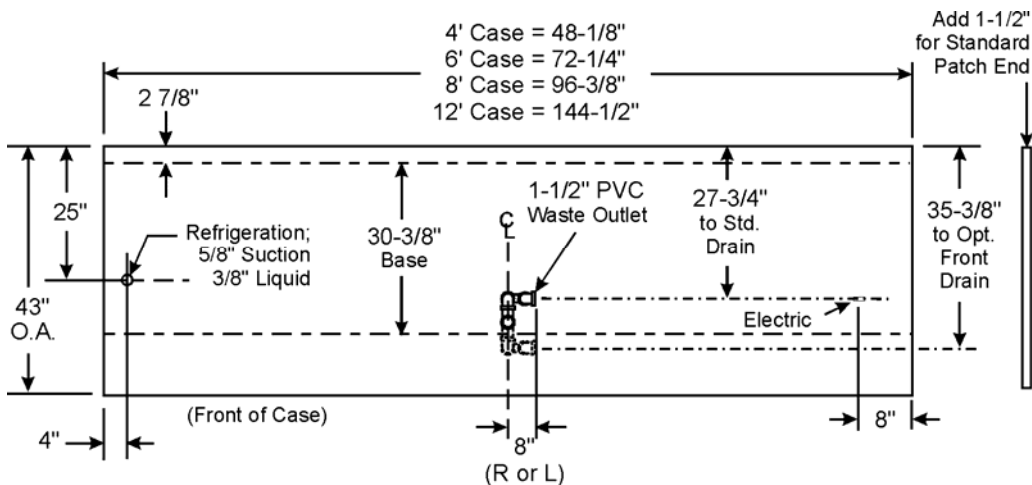 4' Case = 48-1/8"
6' Case = 72-1/4"
8' Case = 96-3/8"
12' Case = 144-1/2"
Add 1-1/2"
for Standard
Patch End
2 7/8"
25"
Refrigeration;
5/8" Suction
3/8" Liquid
43"
O.A.
30-3/8"
Base
CL
1-1/2" PVC
Waste Outlet
27-3/4"
to Std.
Drain
35-3/8"
to Opt.
Front
Drain
Electric
(Front of Case)
4"
8"
(R or L)
8"